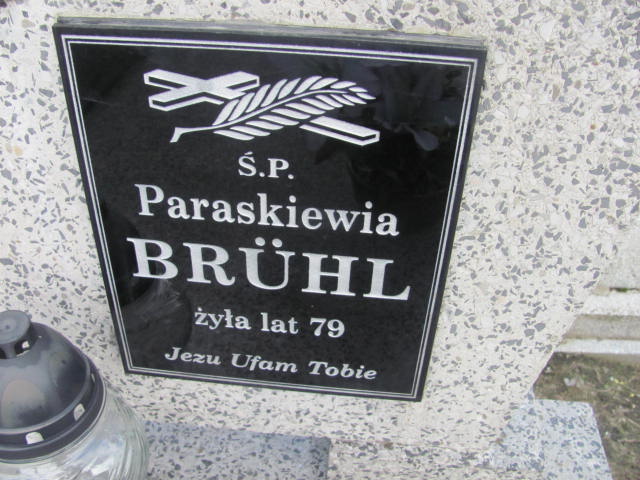 Ś.P.
Paraskiewia
BRÜHL
żyła lat 79
Jezu Ufam Tobie